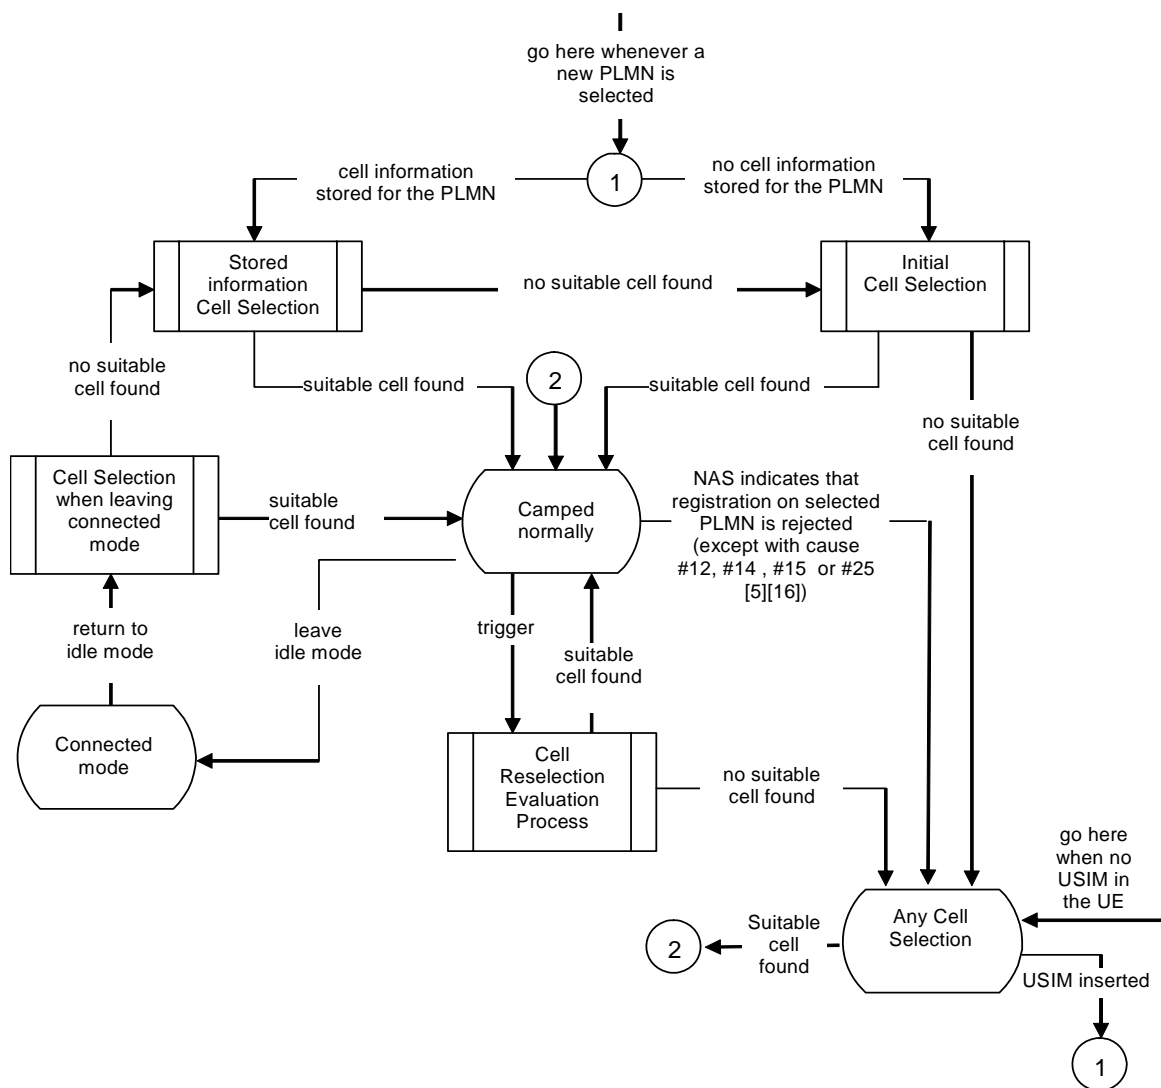 go here whenever a
new PLMN is
selected
1
cell information
stored for the PLMN
no cell information
stored for the PLMN
Stored
information
Cell Selection
no suitable cell found
Initial
Cell Selection
no suitable
cell found
suitable cell found
2
suitable cell found
no suitable
cell found
Cell Selection
when leaving
connected
mode
suitable
cell found
Camped
normally
NAS indicates that
registration on selected
PLMN is rejected
(except with cause
#12, #14 , #15  or #25
[5][16])
return to
idle mode
leave
idle mode
trigger
suitable
cell found
Connected
mode
Cell
Reselection
Evaluation
Process
no suitable
cell found
go here
when no
USIM in
the UE
Any Cell
Selection
Suitable
cell
found
2
USIM inserted
1